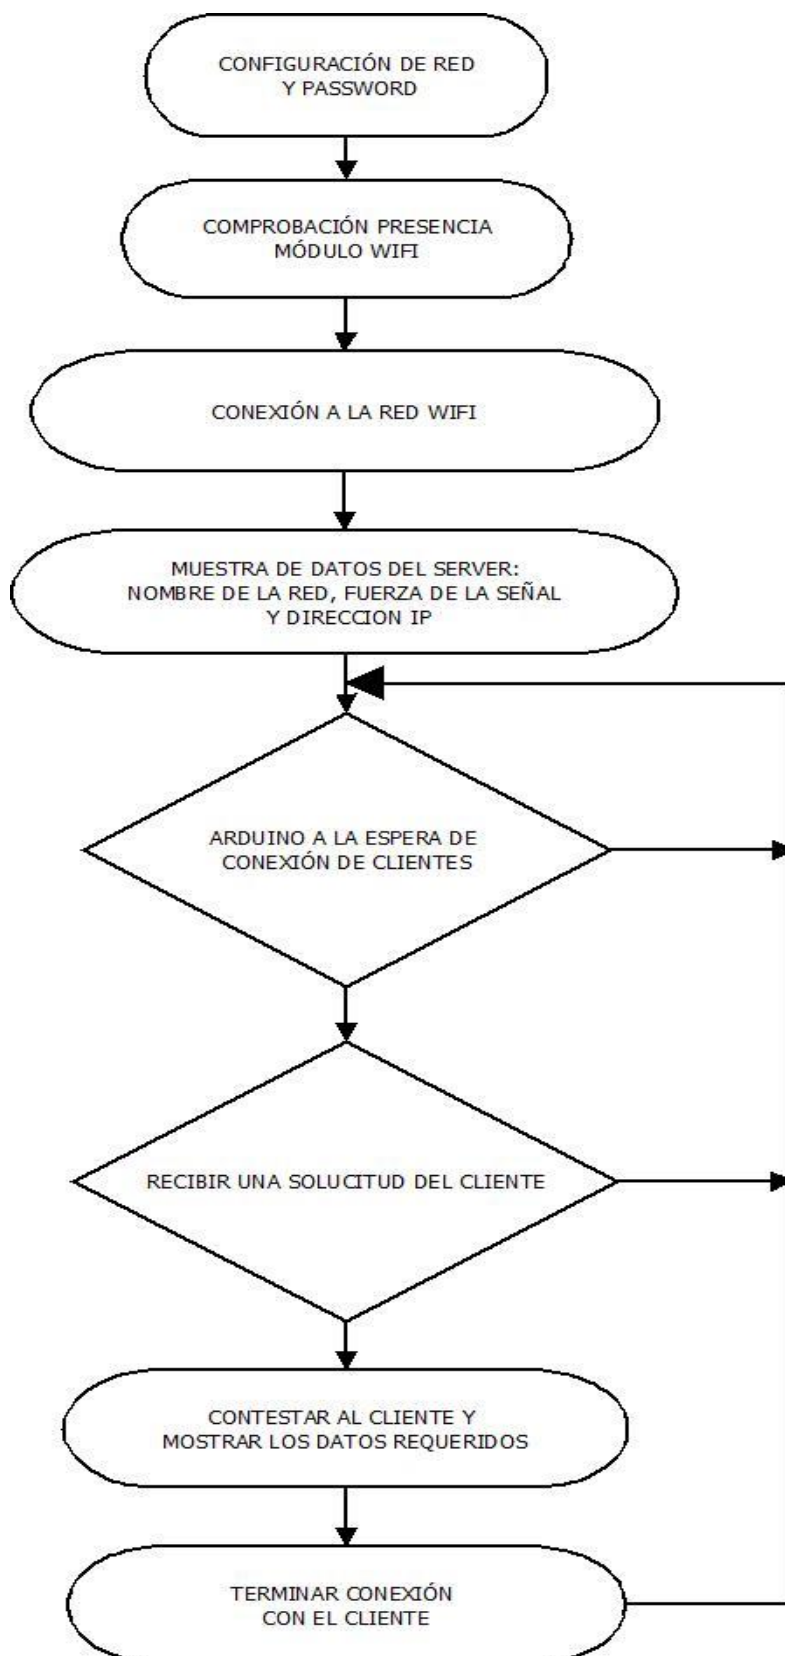 CONFIGURACIÓN DE RED
Y PASSWORD
COMPROBACIÓN PRESENCIA
MÓDULO WIFI
CONEXIÓN A LA RED WIFI
MUESTRA DE DATOS DEL SERVER:
NOMBRE DE LA RED, FUERZA DE LA SEÑAL
Y DIRECCION IP
ARDUINO A LA ESPERA DE
CONEXIÓN DE CLIENTES
RECIBIR UNA SOLUCITUD DEL CLIENTE
CONTESTAR AL CLIENTE Y
MOSTRAR LOS DATOS REQUERIDOS
TERMINAR CONEXIÓN
CON EL CLIENTE